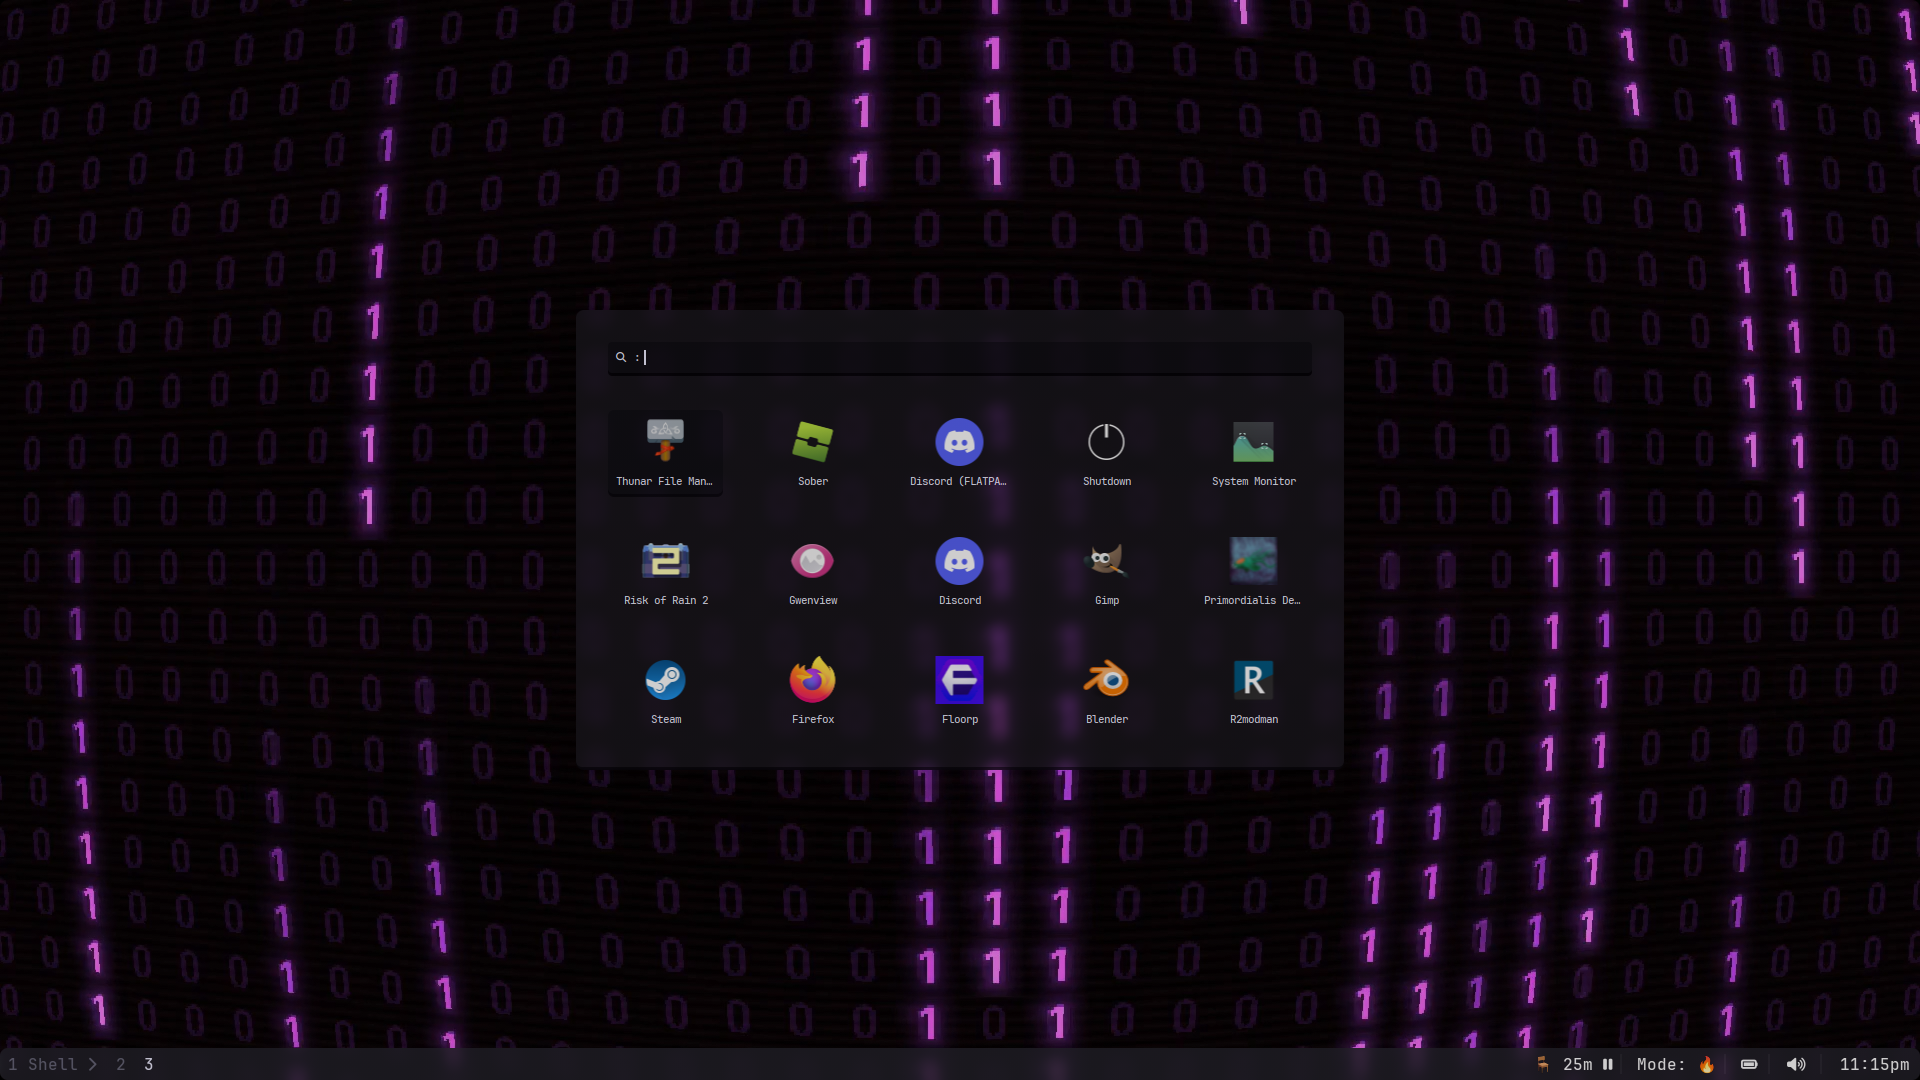 :
Thunar File Man…
Sober
Discord (FLATPA…
Shutdown
System Monitor
Risk of Rain 2
Gwenview
Discord
Gimp
Primordialis De…
Steam
Firefox
Floorp
Blender
R2modman
1 Shell 2 3
25m Mode: 🔥 11:15pm